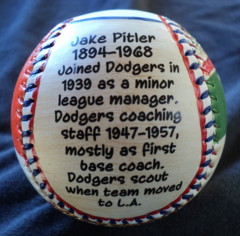 Jake Pitler
1894-1968
Joined Dodgers in
1939 as a minor
league manager.
Dodgers coaching
staff 1947-1957,
mostly as first
base coach.
Dodgers scout
when team moved
to L.A.